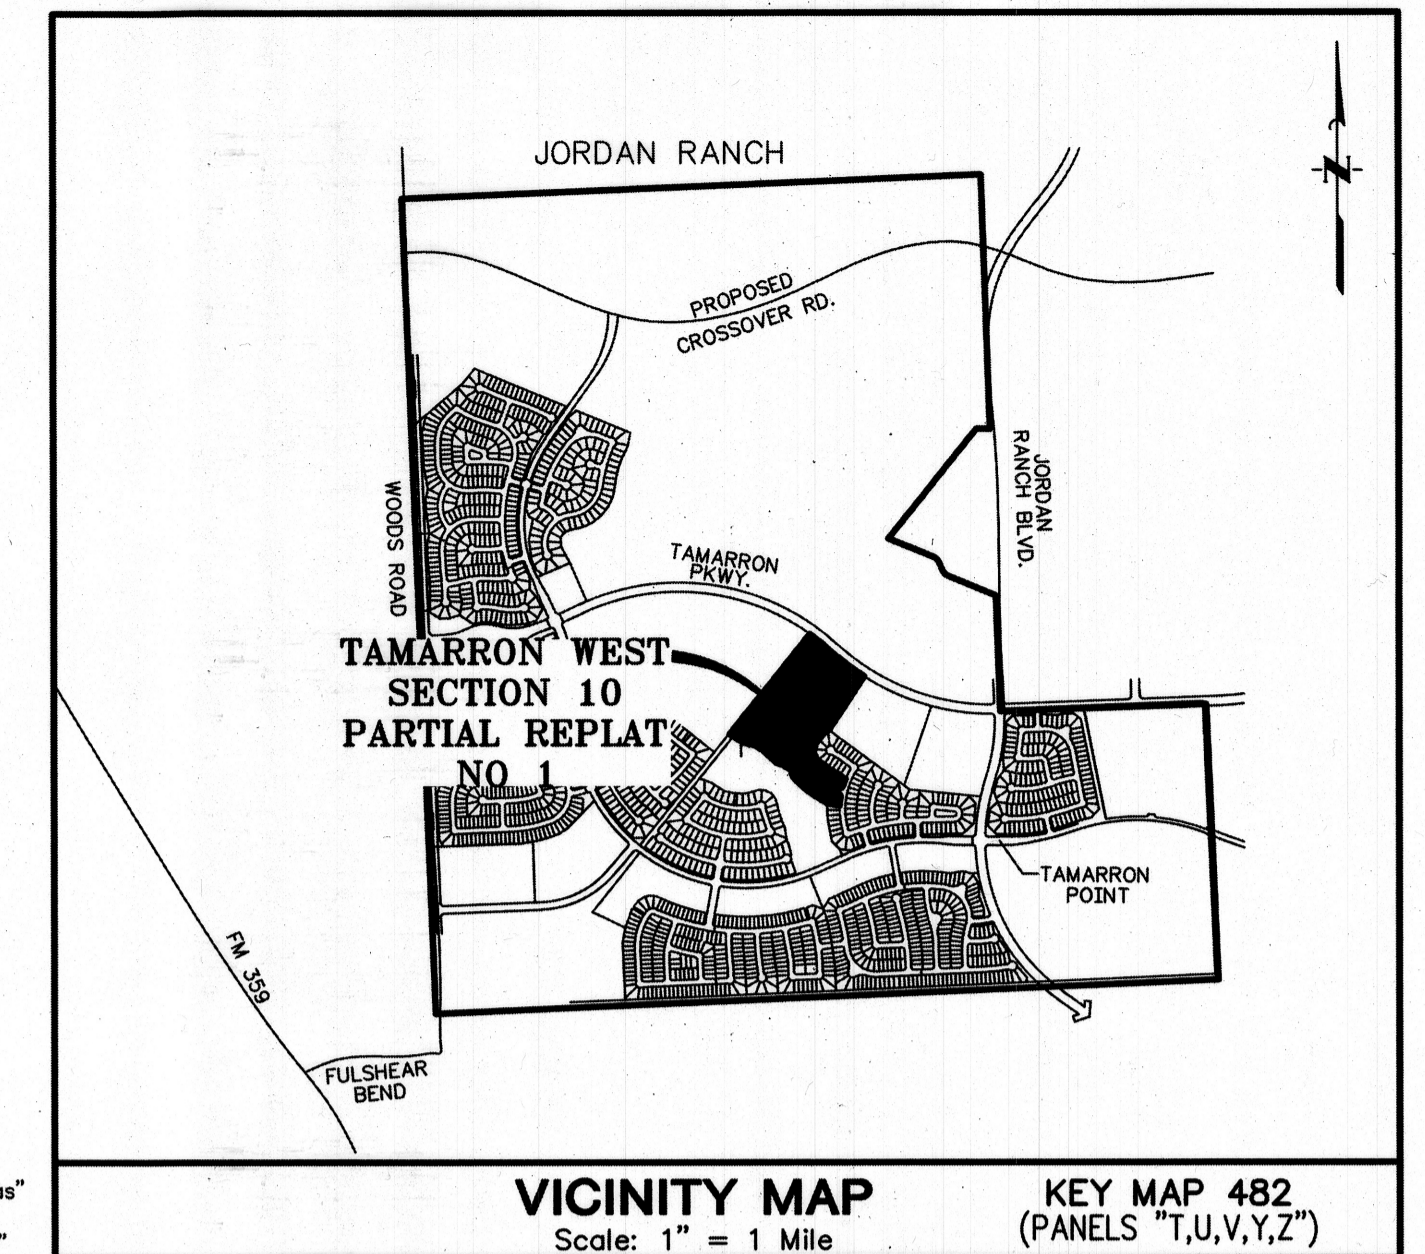 JORDAN RANCH
N
PROPOSED
CROSSOVER RD.
JORDAN
RANCH BLVD.
WOODS ROAD
TAMARRON
PKWY.
TAMARRON WEST
SECTION 10
PARTIAL REPLAT
NO 1
TAMARRON
POINT
FM 359
FULSHEAR
BEND
VICINITY MAP
Scale: 1" = 1 Mile
KEY MAP 482
(PANELS "T,U,V,Y,Z")